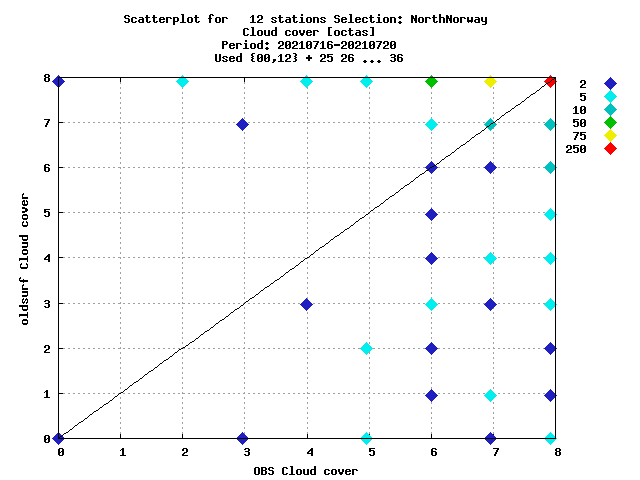 Scatterplot for   12 stations Selection: NorthNorway
Cloud cover [octas]
Period: 20210716-20210720
Used {00,12} + 25 26 ... 36
8
7
6
5
4
3
2
1
0
oldsurf Cloud cover
0 1 2 3 4 5 6 7 8
OBS Cloud cover
2
5
10
50
75
250